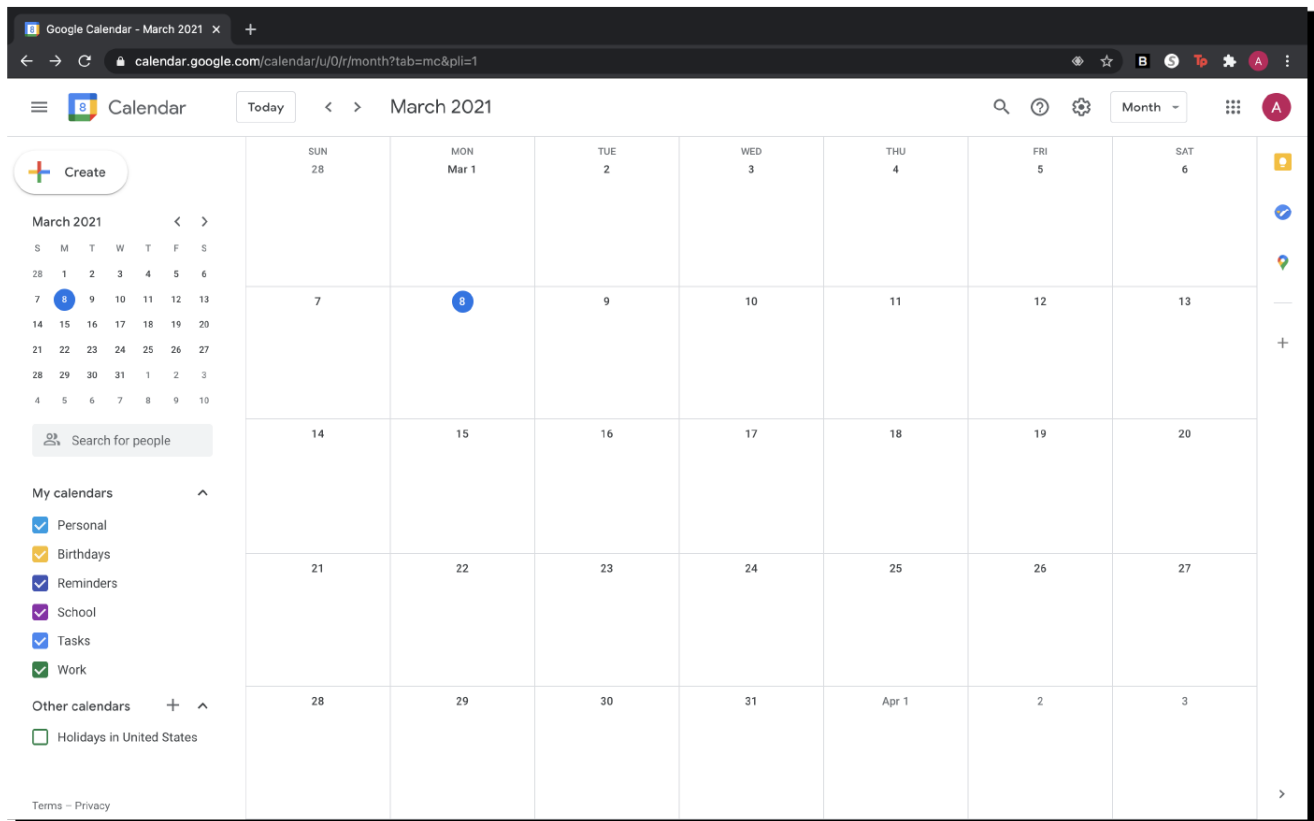 Google Calendar - March 2021
calendar.google.com/calendar/u/0/r/month?tab=mc&pli=1
B S Tp A
8 Calendar Today March 2021 Month A
Create
March 2021
S M T W T F S
28 1 2 3 4 5 6
7 8 9 10 11 12 13
14 15 16 17 18 19 20
21 22 23 24 25 26 27
28 29 30 31 1 2 3
4 5 6 7 8 9 10
Search for people
My calendars
Personal
Birthdays
Reminders
School
Tasks
Work
Other calendars
Holidays in United States
Terms – Privacy
SUN MON TUE WED THU FRI SAT
28 Mar 1 2 3 4 5 6
7 8 9 10 11 12 13
14 15 16 17 18 19 20
21 22 23 24 25 26 27
28 29 30 31 Apr 1 2 3